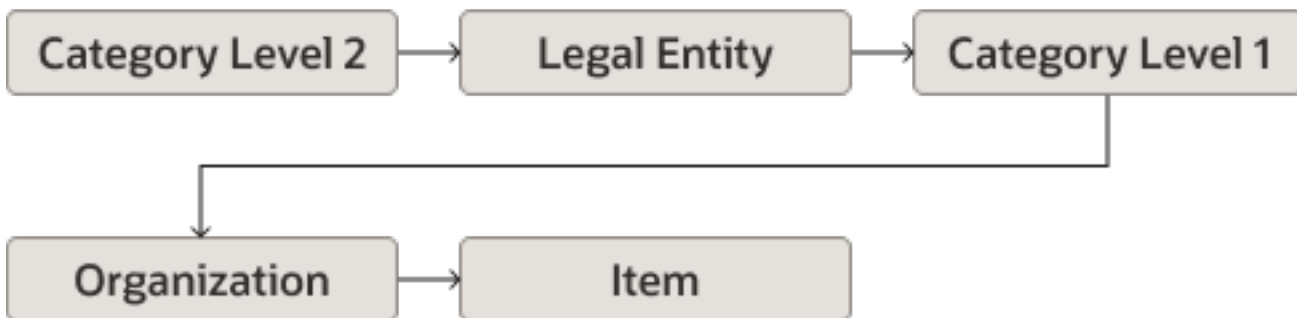 Category Level 2
Legal Entity
Category Level 1
Organization
Item